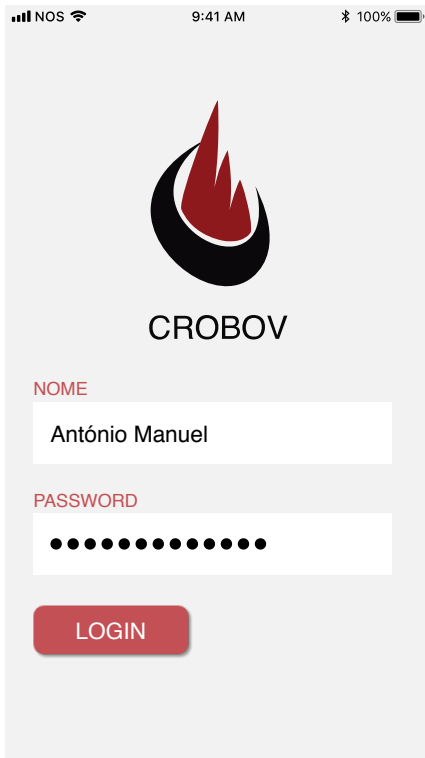 NOS 9:41 AM 100%
CROBOV
NOME
António Manuel
PASSWORD
●●●●●●●●●●●●●
LOGIN